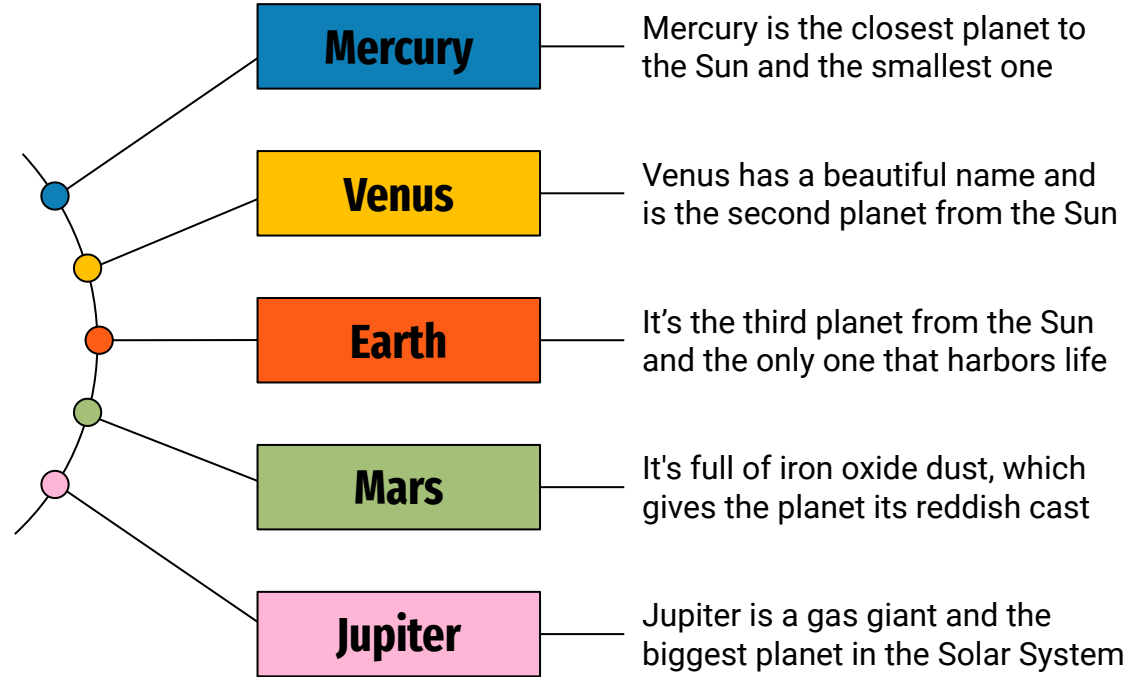 Mercury
Mercury is the closest planet to
the Sun and the smallest one
Venus
Venus has a beautiful name and
is the second planet from the Sun
Earth
It’s the third planet from the Sun
and the only one that harbors life
Mars
It's full of iron oxide dust, which
gives the planet its reddish cast
Jupiter
Jupiter is a gas giant and the
biggest planet in the Solar System